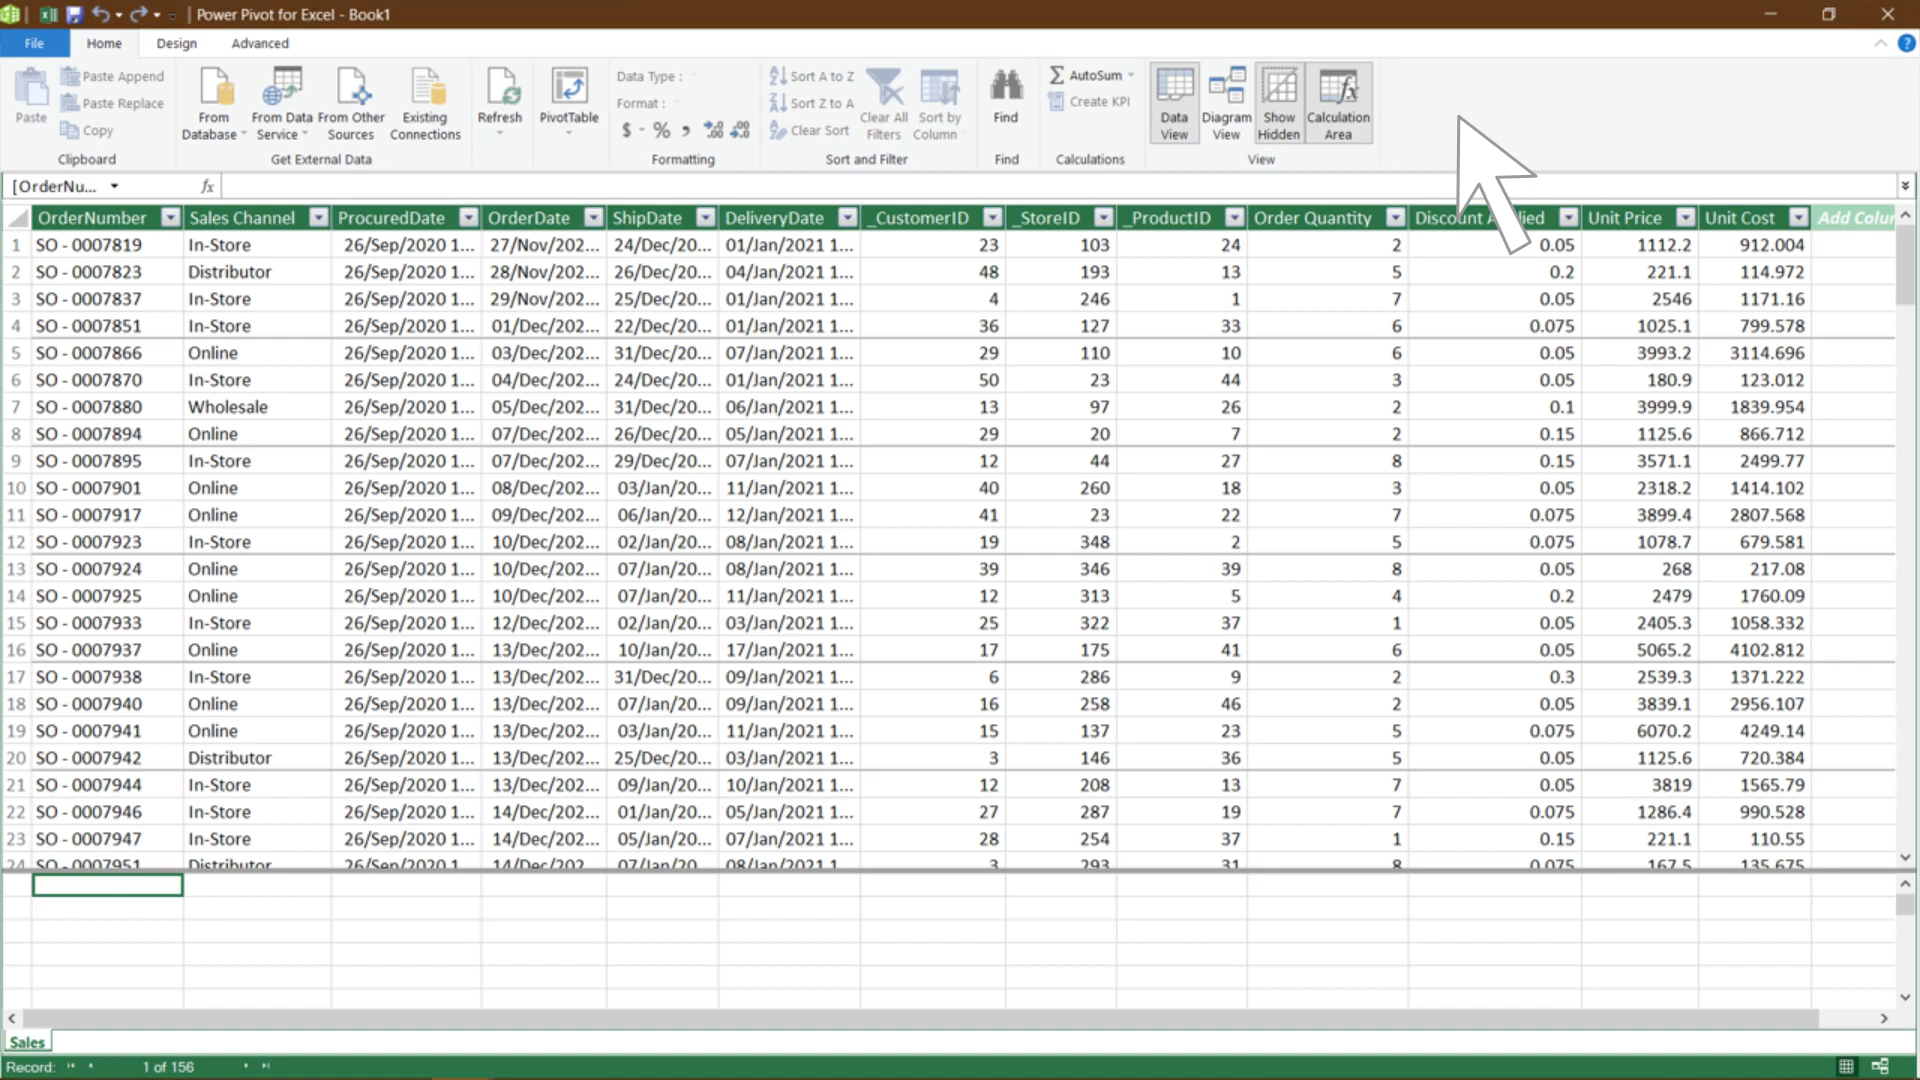 Power Pivot for Excel - Book1
File Home Design Advanced
Paste Paste Append Paste Replace Copy
Clipboard
From Database From Data Service From Other Sources Existing Connections
Get External Data
Refresh
PivotTable
Data Type :
Format :
$ % ,
Formatting
Sort A to Z Sort Z to A Clear Sort Clear All Filters Sort by Column
Sort and Filter
Find
Find
AutoSum
Create KPI
Calculations
Data View Diagram View Show Hidden Calculation Area
View
[OrderNu... fx
OrderNumber Sales Channel ProcuredDate OrderDate ShipDate DeliveryDate _CustomerID _StoreID _ProductID Order Quantity Discount Unit Price Unit Cost Add Colu
1 SO - 0007819 In-Store 26/Sep/2020 1... 27/Nov/202... 24/Dec/20... 01/Jan/2021 1... 23 103 24 2 0.05 1112.2 912.004
2 SO - 0007823 Distributor 26/Sep/2020 1... 28/Nov/202... 26/Dec/20... 04/Jan/2021 1... 48 193 13 5 0.2 221.1 114.972
3 SO - 0007837 In-Store 26/Sep/2020 1... 29/Nov/202... 25/Dec/20... 01/Jan/2021 1... 4 246 1 7 0.05 2546 1171.16
4 SO - 0007851 In-Store 26/Sep/2020 1... 01/Dec/202... 22/Dec/20... 01/Jan/2021 1... 36 127 33 6 0.075 1025.1 799.578
5 SO - 0007866 Online 26/Sep/2020 1... 03/Dec/202... 31/Dec/20... 07/Jan/2021 1... 29 110 10 6 0.05 3993.2 3114.696
6 SO - 0007870 In-Store 26/Sep/2020 1... 04/Dec/202... 24/Dec/20... 01/Jan/2021 1... 50 23 44 3 0.05 180.9 123.012
7 SO - 0007880 Wholesale 26/Sep/2020 1... 05/Dec/202... 31/Dec/20... 06/Jan/2021 1... 13 97 26 2 0.1 3999.9 1839.954
8 SO - 0007894 Online 26/Sep/2020 1... 07/Dec/202... 26/Dec/20... 05/Jan/2021 1... 29 20 7 2 0.15 1125.6 866.712
9 SO - 0007895 In-Store 26/Sep/2020 1... 07/Dec/202... 29/Dec/20... 07/Jan/2021 1... 12 44 27 8 0.15 3571.1 2499.77
10 SO - 0007901 Online 26/Sep/2020 1... 08/Dec/202... 03/Jan/20... 11/Jan/2021 1... 40 260 18 3 0.05 2318.2 1414.102
11 SO - 0007917 Online 26/Sep/2020 1... 09/Dec/202... 06/Jan/20... 12/Jan/2021 1... 41 23 22 7 0.075 3899.4 2807.568
12 SO - 0007923 In-Store 26/Sep/2020 1... 10/Dec/202... 02/Jan/20... 08/Jan/2021 1... 19 348 2 5 0.075 1078.7 679.581
13 SO - 0007924 Online 26/Sep/2020 1... 10/Dec/202... 07/Jan/20... 08/Jan/2021 1... 39 346 39 8 0.05 268 217.08
14 SO - 0007925 Online 26/Sep/2020 1... 10/Dec/202... 07/Jan/20... 11/Jan/2021 1... 12 313 5 4 0.2 2479 1760.09
15 SO - 0007933 In-Store 26/Sep/2020 1... 12/Dec/202... 02/Jan/20... 03/Jan/2021 1... 25 322 37 1 0.05 2405.3 1058.332
16 SO - 0007937 Online 26/Sep/2020 1... 13/Dec/202... 10/Jan/20... 17/Jan/2021 1... 17 175 41 6 0.05 5065.2 4102.812
17 SO - 0007938 In-Store 26/Sep/2020 1... 13/Dec/202... 31/Dec/20... 09/Jan/2021 1... 6 286 9 2 0.3 2539.3 1371.222
18 SO - 0007940 Online 26/Sep/2020 1... 13/Dec/202... 07/Jan/20... 09/Jan/2021 1... 16 258 46 2 0.05 3839.1 2956.107
19 SO - 0007941 Online 26/Sep/2020 1... 13/Dec/202... 03/Jan/20... 11/Jan/2021 1... 15 137 23 5 0.075 6070.2 4249.14
20 SO - 0007942 Distributor 26/Sep/2020 1... 13/Dec/202... 25/Dec/20... 03/Jan/2021 1... 3 146 36 5 0.05 1125.6 720.384
21 SO - 0007944 In-Store 26/Sep/2020 1... 13/Dec/202... 09/Jan/20... 10/Jan/2021 1... 12 208 13 7 0.05 3819 1565.79
22 SO - 0007946 In-Store 26/Sep/2020 1... 14/Dec/202... 01/Jan/20... 05/Jan/2021 1... 27 287 19 7 0.075 1286.4 990.528
23 SO - 0007947 In-Store 26/Sep/2020 1... 14/Dec/202... 05/Jan/20... 07/Jan/2021 1... 28 254 37 1 0.15 221.1 110.55
24 SO - 0007951 Distributor 26/Sep/2020 1... 14/Dec/202... 07/Jan/20... 08/Jan/2021 1... 3 293 31 8 0.075 167.5 135.675
Sales
Record: 1 of 156